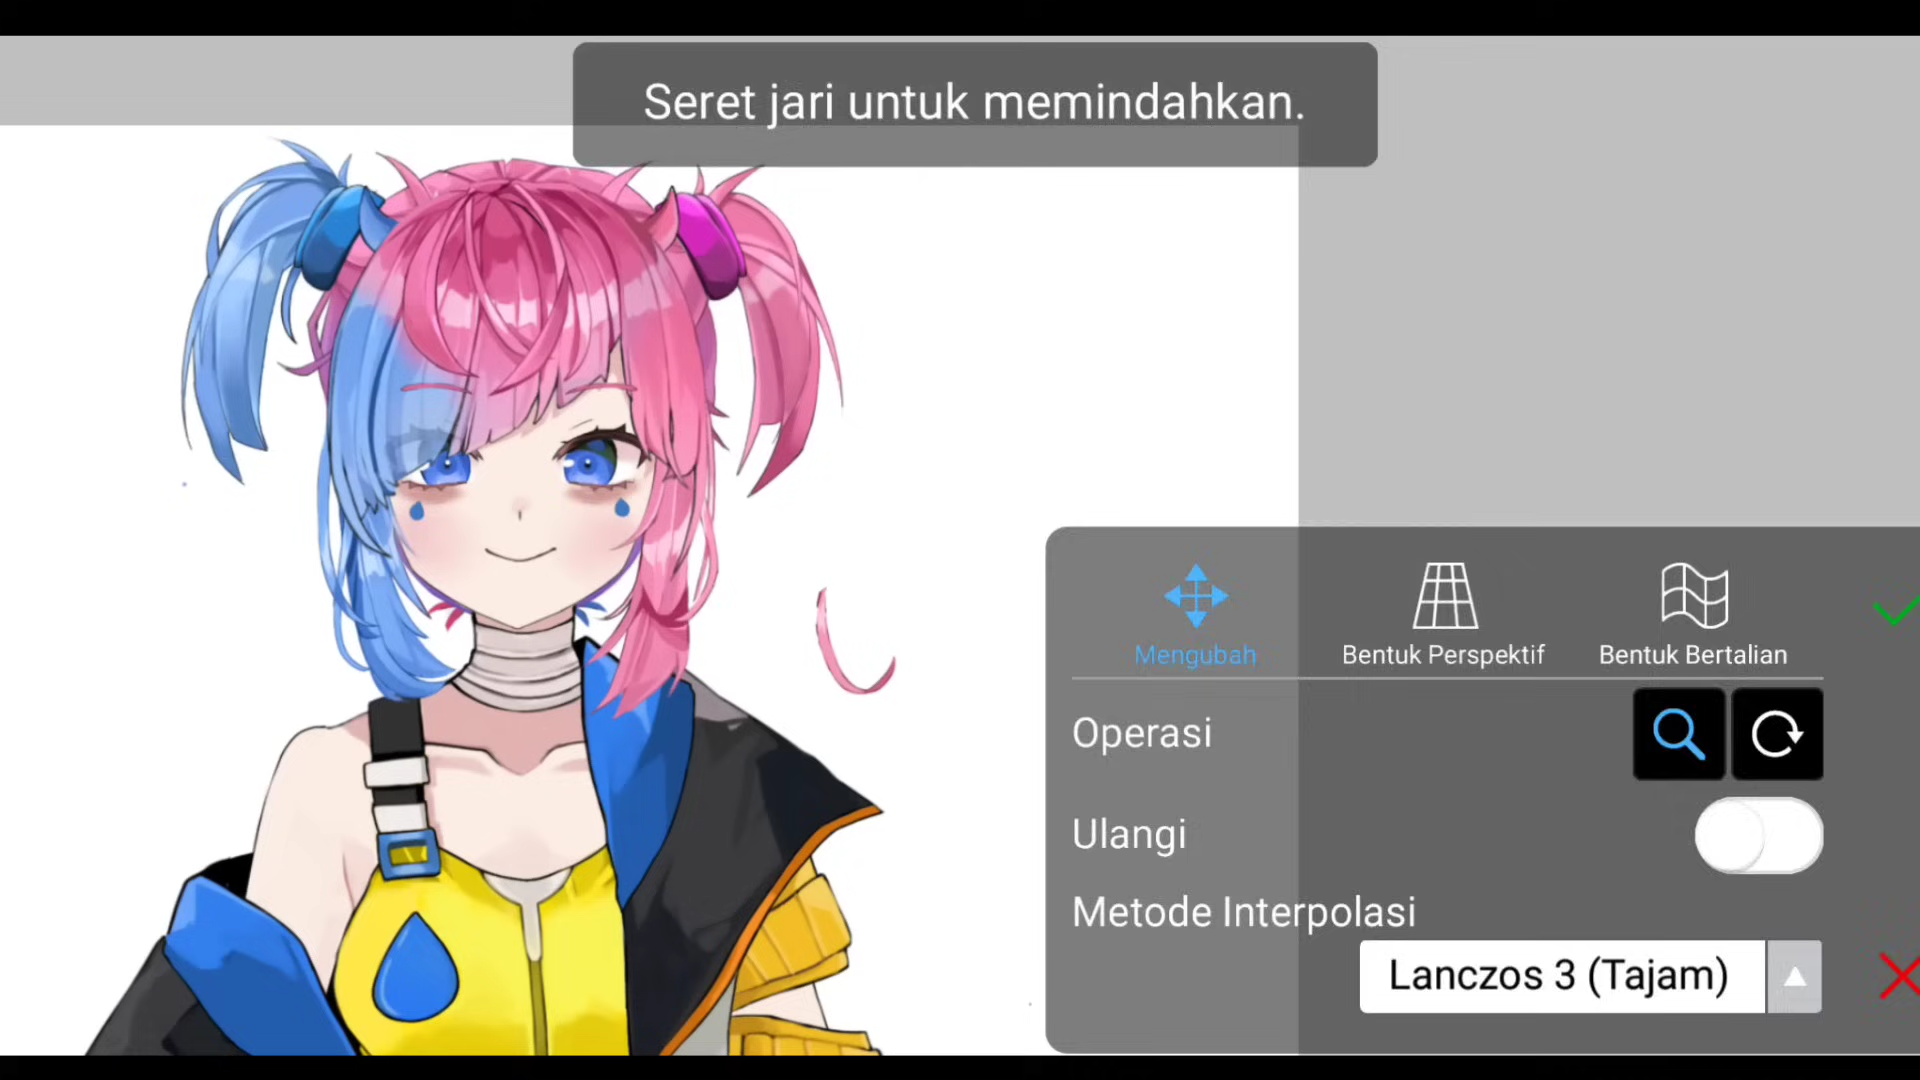 Seret jari untuk memindahkan.
Mengubah
Bentuk Perspektif
Bentuk Bertalian
Operasi
Ulangi
Metode Interpolasi
Lanczos 3 (Tajam)